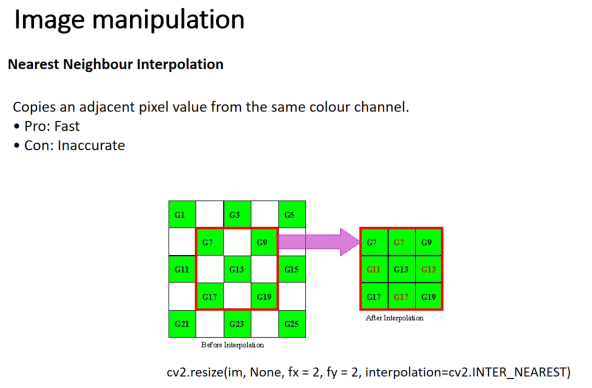 Image manipulation
Nearest Neighbour Interpolation
Copies an adjacent pixel value from the same colour channel.
• Pro: Fast
• Con: Inaccurate
G1 G3 G5
G7 G9
G11 G13 G15
G17 G19
G21 G23 G25
Before Interpolation
G7 G7 G9
G11 G13 G13
G17 G17 G19
After Interpolation
cv2.resize(im, None, fx = 2, fy = 2, interpolation=cv2.INTER_NEAREST)